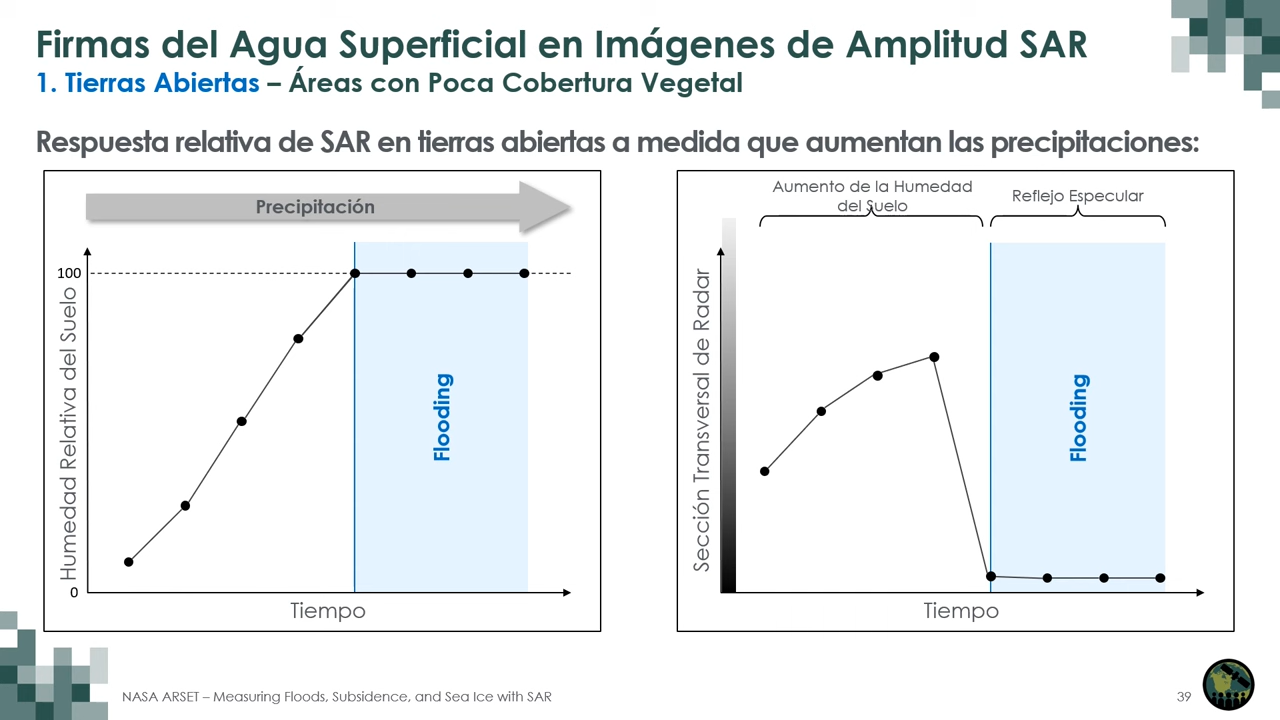 Firmas del Agua Superficial en Imágenes de Amplitud SAR
1. Tierras Abiertas – Áreas con Poca Cobertura Vegetal
Respuesta relativa de SAR en tierras abiertas a medida que aumentan las precipitaciones:
Precipitación
100
Humedad Relativa del Suelo
0
Flooding
Tiempo
Aumento de la Humedad
del Suelo
Reflejo Especular
Sección Transversal de Radar
Flooding
Tiempo
NASA ARSET – Measuring Floods, Subsidence, and Sea Ice with SAR
39